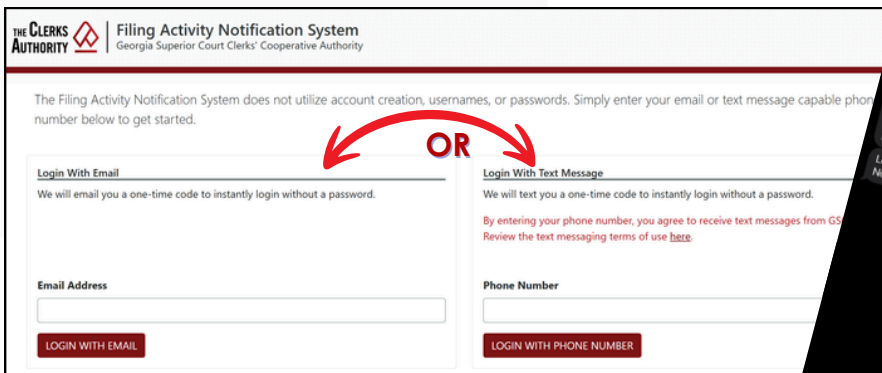 THE CLERKS AUTHORITY
Filing Activity Notification System
Georgia Superior Court Clerks' Cooperative Authority
The Filing Activity Notification System does not utilize account creation, usernames, or passwords. Simply enter your email or text message capable phon
number below to get started.
OR
Login With Email
We will email you a one-time code to instantly login without a password.
Email Address
LOGIN WITH EMAIL
Login With Text Message
We will text you a one-time code to instantly login without a password.
By entering your phone number, you agree to receive text messages from GS
Review the text messaging terms of use here.
Phone Number
LOGIN WITH PHONE NUMBER